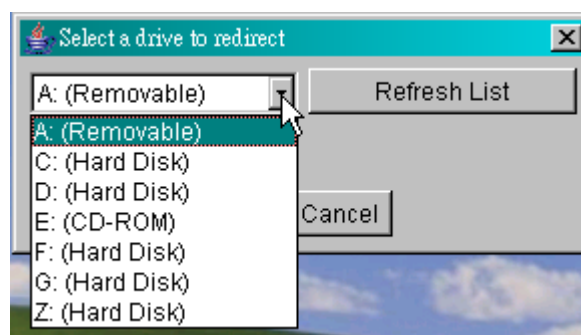 Select a drive to redirect
A: (Removable)
Refresh List
A: (Removable)
C: (Hard Disk)
D: (Hard Disk)
E: (CD-ROM)
F: (Hard Disk)
G: (Hard Disk)
Z: (Hard Disk)
Cancel